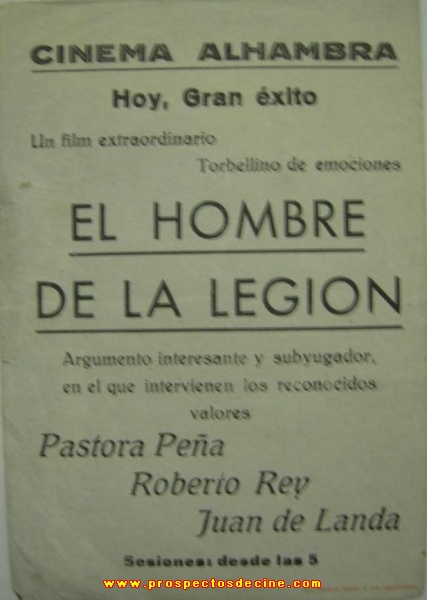 CINEMA ALHAMBRA
Hoy, Gran éxito
Un film extraordinario
Torbellino de emociones
EL HOMBRE
DE LA LEGION
Argumento interesante y subyugador,
en el que intervienen los reconocidos
valores
Pastora Peña
Roberto Rey
Juan de Landa
Sesiones: desde las 5
www.prospectosdecine.com